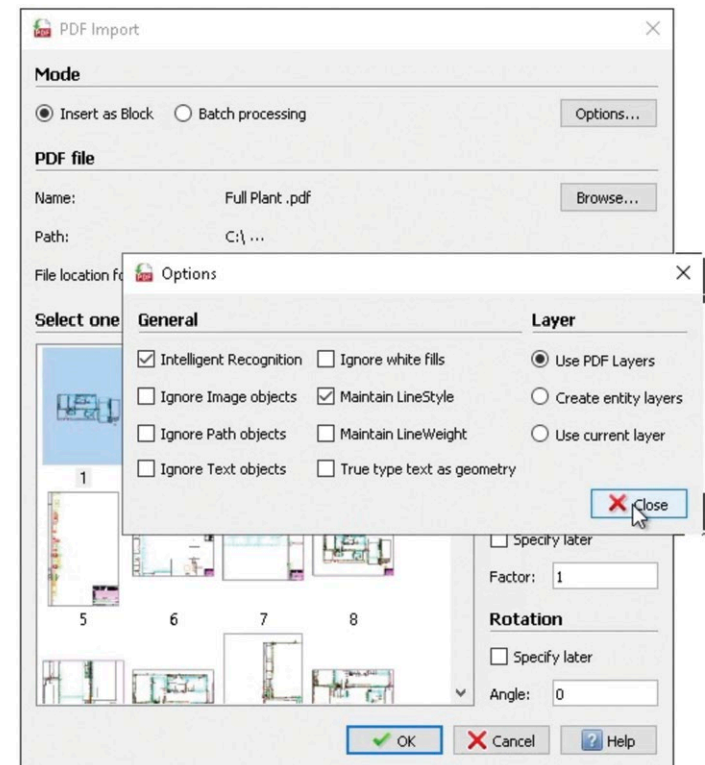 PDF Import
Mode
Insert as Block Batch processing Options...
PDF file
Name: Full Plant .pdf Browse...
Path: C:\ ...
File location fo
Options
Select one
General Layer
Intelligent Recognition Ignore white fills Use PDF Layers
Ignore Image objects Maintain LineStyle Create entity layers
Ignore Path objects Maintain LineWeight Use current layer
Ignore Text objects True type text as geometry
1
Close
Specify later
Factor: 1
5 6 7 8
Rotation
Specify later
Angle: 0
OK Cancel Help